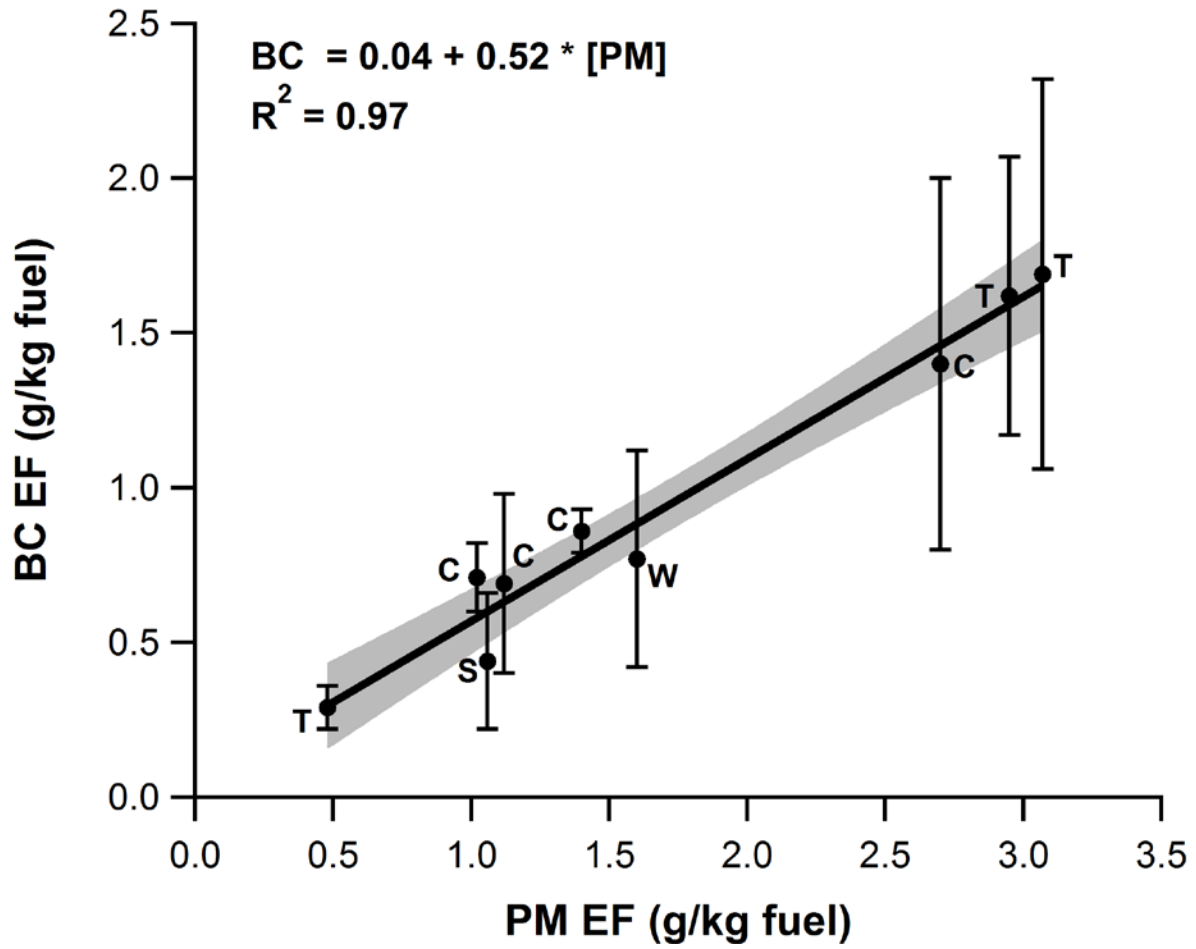 BC = 0.04 + 0.52 * [PM]
R² = 0.97
2.5
2.0
1.5
1.0
0.5
0.0
BC EF (g/kg fuel)
T
T
C
C
C
C
W
S
T
0.0 0.5 1.0 1.5 2.0 2.5 3.0 3.5
PM EF (g/kg fuel)